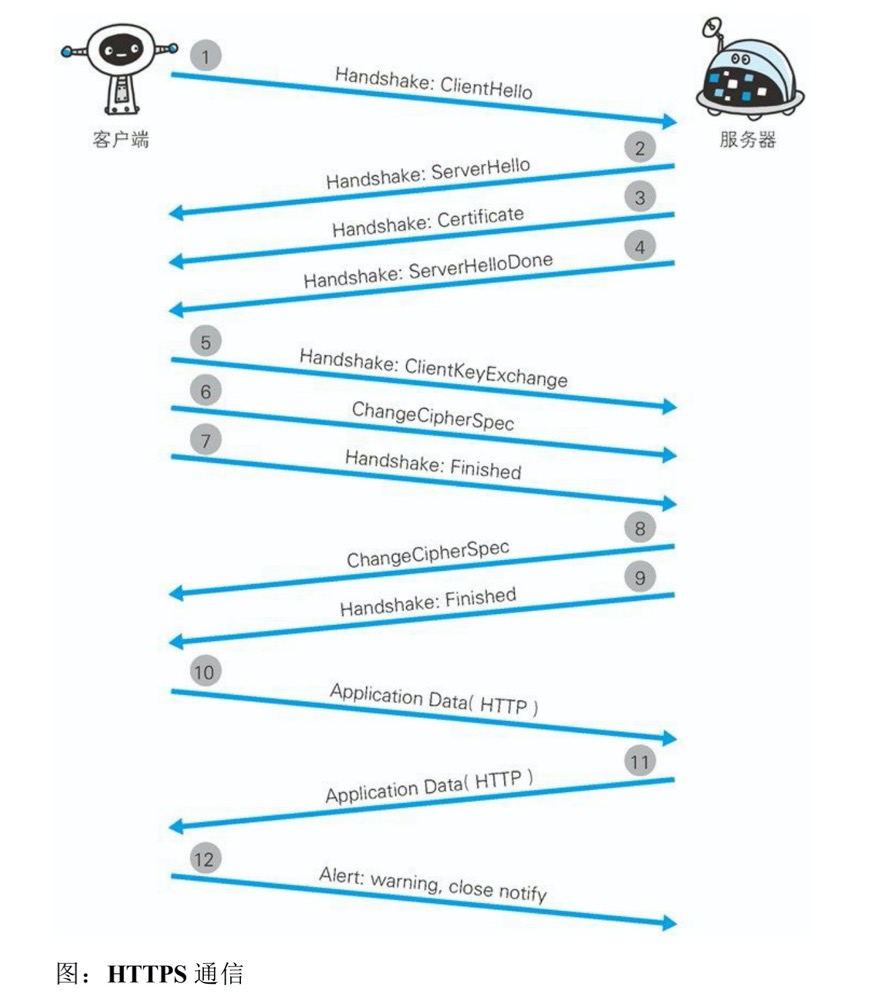 1
Handshake: ClientHello
客户端
服务器
2
Handshake: ServerHello
3
Handshake: Certificate
4
Handshake: ServerHelloDone
5
Handshake: ClientKeyExchange
6
ChangeCipherSpec
7
Handshake: Finished
8
ChangeCipherSpec
9
Handshake: Finished
10
Application Data( HTTP )
11
Application Data( HTTP )
12
Alert: warning, close notify
图：HTTPS 通信